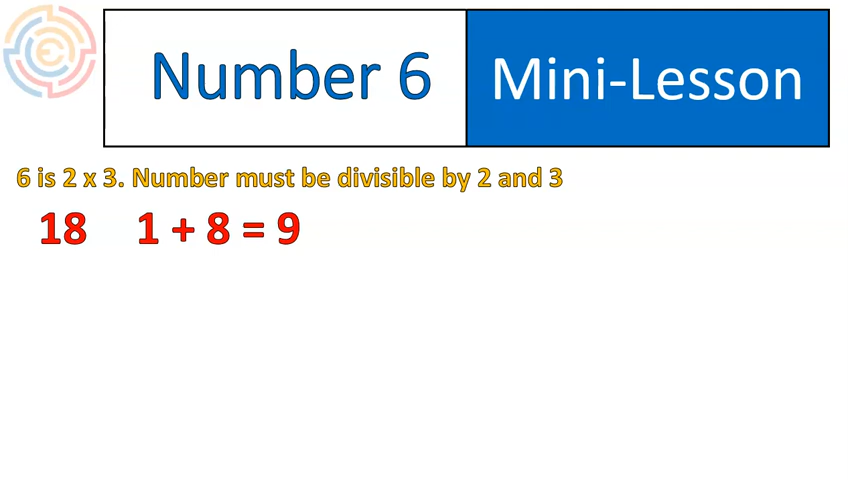 Number 6 Mini-Lesson
6 is 2 x 3. Number must be divisible by 2 and 3
18 1 + 8 = 9